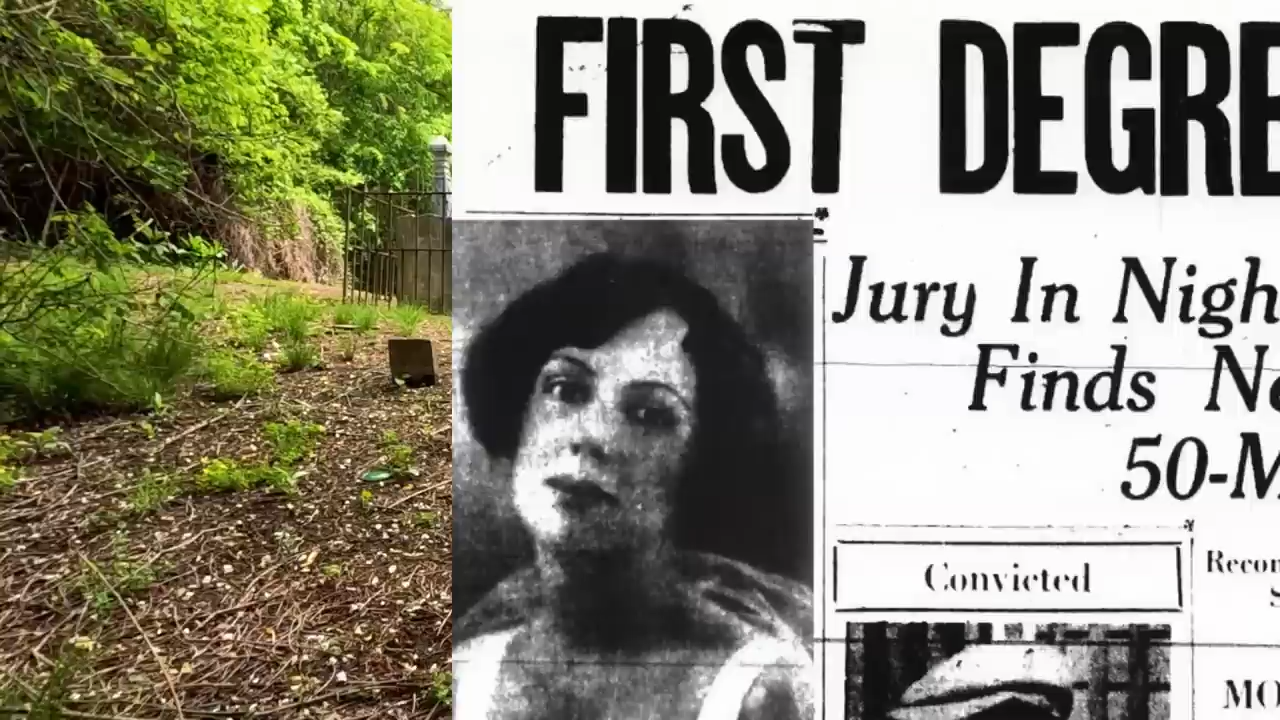 FIRST DEGRE
Jury In Nigh
Finds Ne
50-M
Convicted
Recon
S
MO